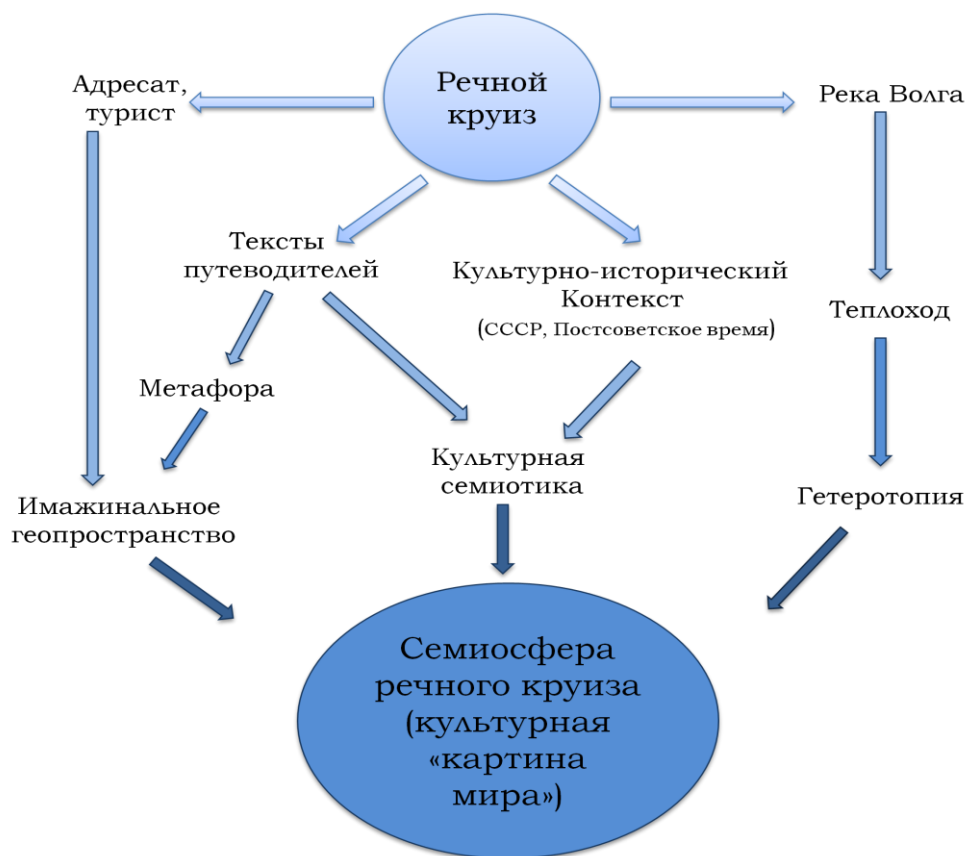 Речной
круиз
Адресат,
турист
Река Волга
Тексты
путеводителей
Культурно-исторический
Контекст
(СССР, Постсоветское время)
Теплоход
Метафора
Культурная
семиотика
Имажинальное
геопространство
Гетеротопия
Семиосфера
речного круиза
(культурная
«картина
мира»)